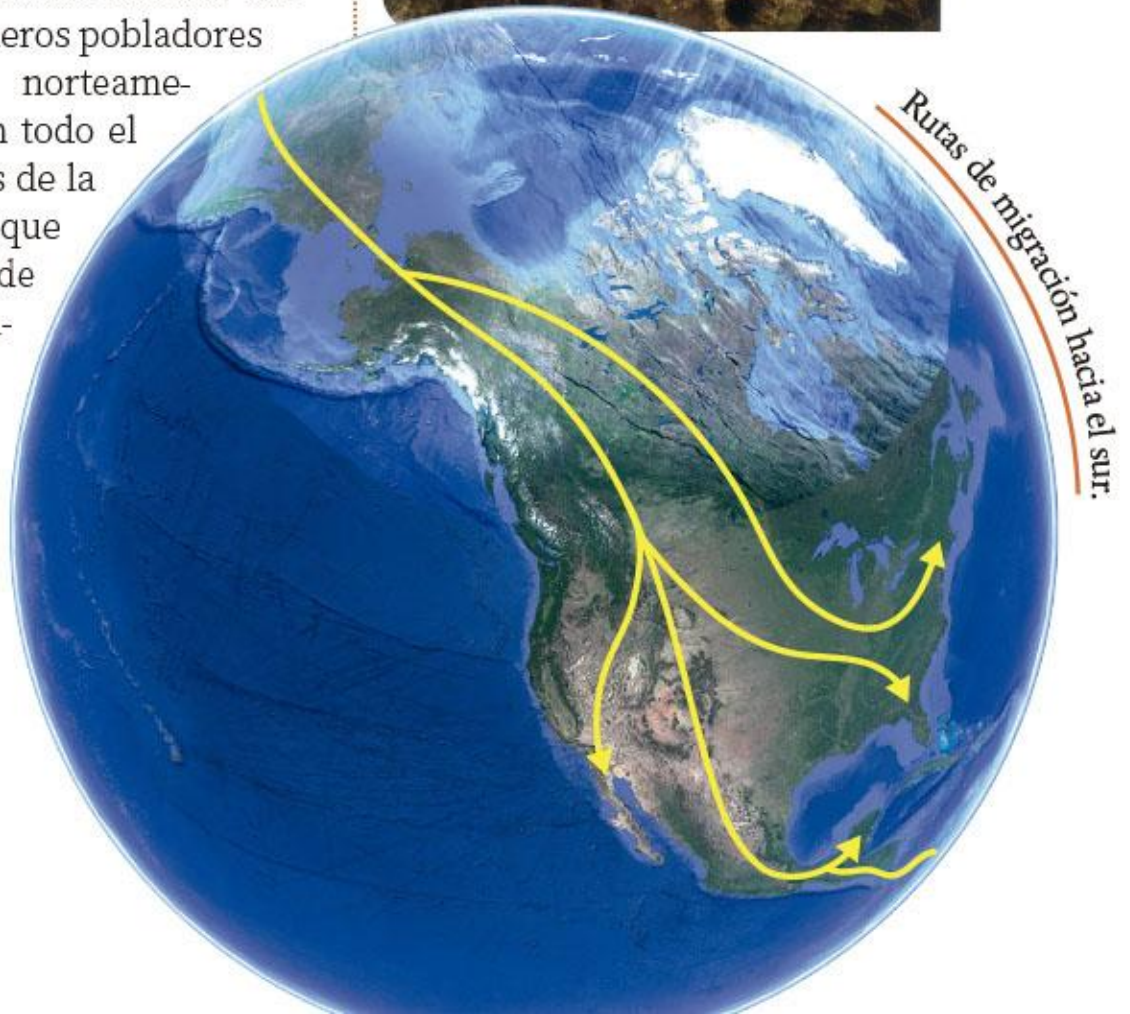 eros pobladores
norteame-
todo el
de la
que
de
Rutas de migración hacia el sur.